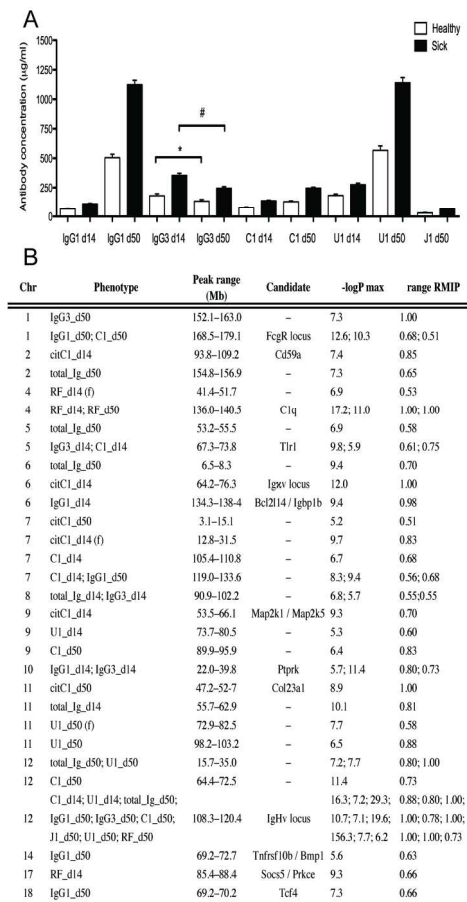 A
Healthy
Sick
Antibody concentration (µg/ml)
1500
1250
1000
750
500
250
0
#
*
IgG1 d14 IgG1 d50 IgG3 d14 IgG3 d50 C1 d14 C1 d50 U1 d14 U1 d50 J1 d50
B
Chr Phenotype Peak range (Mb) Candidate -logP max range RMIP
1 IgG3_d50 152.1–163.0 – 7.3 1.00
1 IgG1_d50; C1_d50 168.5–179.1 FcgR locus 12.6; 10.3 0.68; 0.51
2 citC1_d14 93.8–109.2 Cd59a 7.4 0.85
2 total_Ig_d50 154.8–156.9 – 7.3 0.65
4 RF_d14 (f) 41.4–51.7 – 6.9 0.53
4 RF_d14; RF_d50 136.0–140.5 C1q 17.2; 11.0 1.00; 1.00
5 total_Ig_d50 53.2–55.5 – 6.9 0.58
5 IgG3_d14; C1_d14 67.3–73.8 Tlr1 9.8; 5.9 0.61; 0.75
6 total_Ig_d50 6.5–8.3 – 9.4 0.70
6 citC1_d14 64.2–76.3 Igκv locus 12.0 1.00
6 IgG1_d14 134.3–138-4 Bcl2l14 / Igbp1b 9.4 0.98
7 citC1_d50 3.1–15.1 – 5.2 0.51
7 citC1_d14 (f) 12.8–31.5 – 9.7 0.83
7 C1_d14 105.4–110.8 – 6.7 0.68
7 C1_d14; IgG1_d50 119.0–133.6 – 8.3; 9.4 0.56; 0.68
8 total_Ig_d14; IgG3_d14 90.9–102.2 – 6.8; 5.7 0.55;0.55
9 citC1_d14 53.5–66.1 Map2k1 / Map2k5 9.3 0.70
9 U1_d14 73.7–80.5 – 5.3 0.60
9 C1_d50 89.9–95.9 – 6.4 0.83
10 IgG1_d14; IgG3_d14 22.0–39.8 Ptprk 5.7; 11.4 0.80; 0.73
11 citC1_d50 47.2–52-7 Col23a1 8.9 1.00
11 total_Ig_d14 55.7–62.9 – 10.1 0.81
11 U1_d50 (f) 72.9–82.5 – 7.7 0.58
11 U1_d50 98.2–103.2 – 6.5 0.88
12 total_Ig_d50; U1_d50 15.7–35.0 – 7.2; 7.7 0.80; 1.00
12 C1_d50 64.4–72.5 – 11.4 0.73
C1_d14; U1_d14; total_Ig_d50; 16.3; 7.2; 29.3; 0.88; 0.80; 1.00;
12 IgG1_d50; IgG3_d50; C1_d50; 108.3–120.4 IgHv locus 10.7; 7.1; 19.6; 1.00; 0.78; 1.00;
J1_d50; U1_d50; RF_d50 156.3; 7.7; 6.2 1.00; 1.00; 0.73
14 IgG1_d50 69.2–72.7 Tnfrsf10b / Bmp1 5.6 0.63
17 RF_d14 85.4–88.4 Socs5 / Prkce 9.3 0.66
18 IgG1_d50 69.2–70.2 Tcf4 7.3 0.66